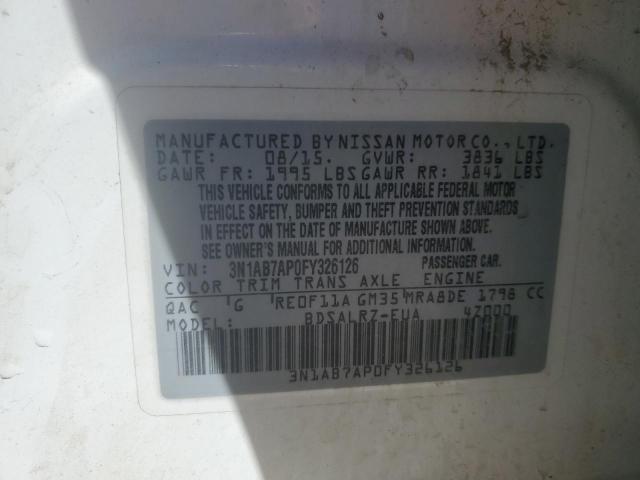 MANUFACTURED BY NISSAN MOTOR CO., LTD.
DATE: 08/15. GVWR: 3836 LBS
GAWR FR: 1995 LBS GAWR RR: 1841 LBS
THIS VEHICLE CONFORMS TO ALL APPLICABLE FEDERAL MOTOR
VEHICLE SAFETY, BUMPER AND THEFT PREVENTION STANDARDS
IN EFFECT ON THE DATE OF MANUFACTURE SHOWN ABOVE.
SEE OWNER'S MANUAL FOR ADDITIONAL INFORMATION.
VIN: 3N1AB7AP0FY326126 PASSENGER CAR.
COLOR TRIM TRANS AXLE ENGINE
QAC G RE0F11A GM35 MRA8DE 1798 CC
MODEL: BDSALRZ-EUA 47000
3N1AB7AP0FY326126